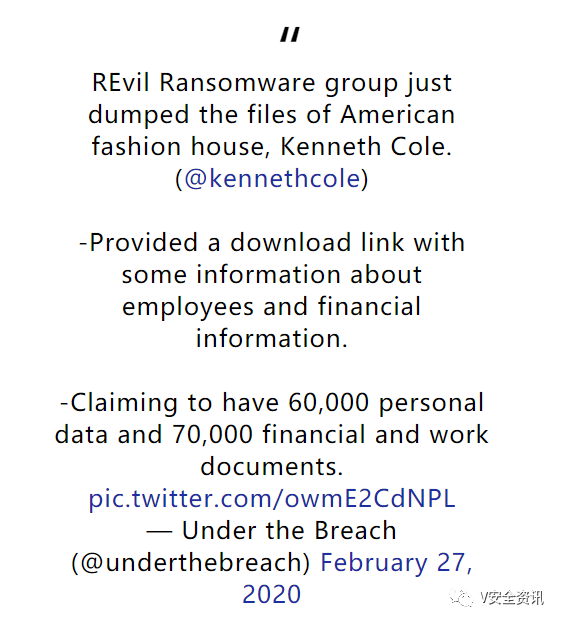 "
REvil Ransomware group just
dumped the files of American
fashion house, Kenneth Cole.
(@kennethcole)
-Provided a download link with
some information about
employees and financial
information.
-Claiming to have 60,000 personal
data and 70,000 financial and work
documents.
pic.twitter.com/owmE2CdNPL
— Under the Breach
(@underthebreach) February 27,
2020
V安全资讯